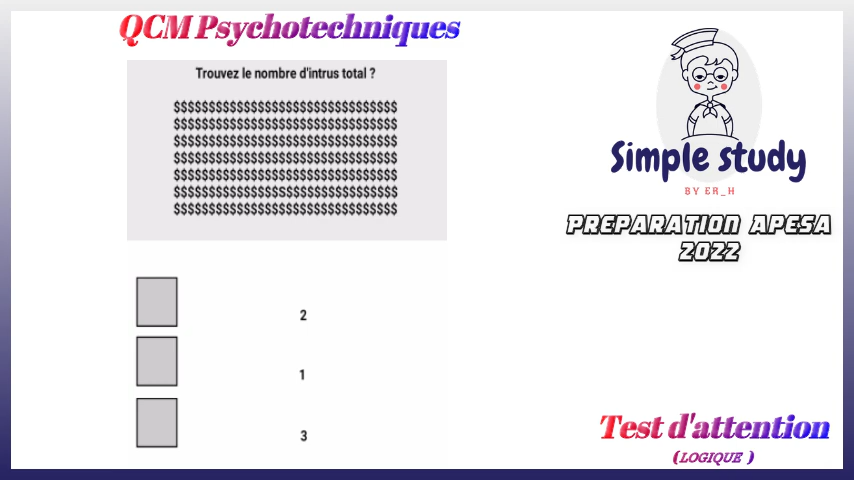 QCM Psychotechniques
Trouvez le nombre d'intrus total ?
$$$$$$$$$$$$$$$$$$$$$$$$$$$$$$$$
$$$$$$$$$$$$$$$$$$$$$$$$$$$$$$$$
$$$$$$$$$$$$$$$$$$$$$$$$$$$$$$$$
$$$$$$$$$$$$$$$$$$$$$$$$$$$$$$$$
$$$$$$$$$$$$$$$$$$$$$$$$$$$$$$$$
$$$$$$$$$$$$$$$$$$$$$$$$$$$$$$$$
$$$$$$$$$$$$$$$$$$$$$$$$$$$$$$$$
2
1
3
Simple study
BY ER_H
PREPARATION APESA
2022
Test d'attention
(LOGIQUE )